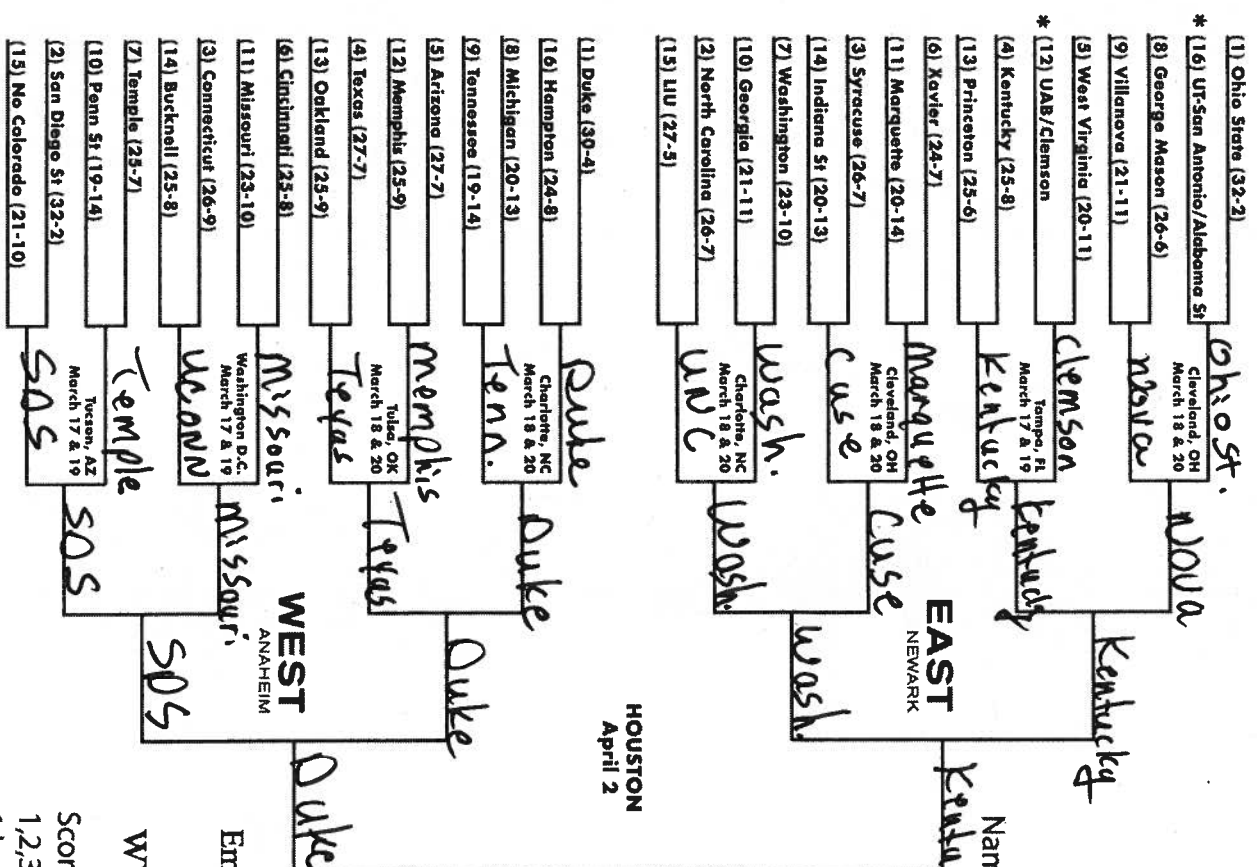 (1) Ohio State (32-2)
Ohio St.
* (16) UT-San Antonio/Alabama St
Cleveland, OH
March 18 & 20
NOVA
(8) George Mason (26-6)
Nova
(9) Villanova (21-11)
Kentucky
(5) West Virginia (20-11)
Clemson
* (12) UAB/Clemson
Tampa, FL
March 17 & 19
Kentucky
(4) Kentucky (25-8)
Kentucky
(13) Princeton (25-6)
EAST
NEWARK
Kentu
(6) Xavier (24-7)
Marquette
(11) Marquette (20-14)
Cleveland, OH
March 18 & 20
Cuse
(3) Syracuse (26-7)
Cuse
(14) Indiana St (20-13)
Wash.
(7) Washington (23-10)
Wash.
(10) Georgia (21-11)
Charlotte, NC
March 18 & 20
Wash.
(2) North Carolina (26-7)
UNC
(15) LIU (27-5)
HOUSTON
April 2
(1) Duke (30-4)
Duke
(16) Hampton (24-8)
Charlotte, NC
March 18 & 20
Duke
(8) Michigan (20-13)
Tenn.
(9) Tennessee (19-14)
Duke
(5) Arizona (27-7)
Memphis
(12) Memphis (25-9)
Tulsa, OK
March 18 & 20
Texas
(4) Texas (27-7)
Texas
(13) Oakland (25-9)
WEST
ANAHEIM
Duke
(6) Cincinnati (25-8)
Missouri
(11) Missouri (23-10)
Washington D.C.
March 17 & 19
Missouri
(3) Connecticut (26-9)
UCONN
(14) Bucknell (25-8)
SDS
(7) Temple (25-7)
Temple
(10) Penn St (19-14)
Tucson, AZ
March 17 & 19
SDS
(2) San Diego St (32-2)
SDS
(15) No Colorado (21-10)
Nam
Em
W
Scor
1,2,3